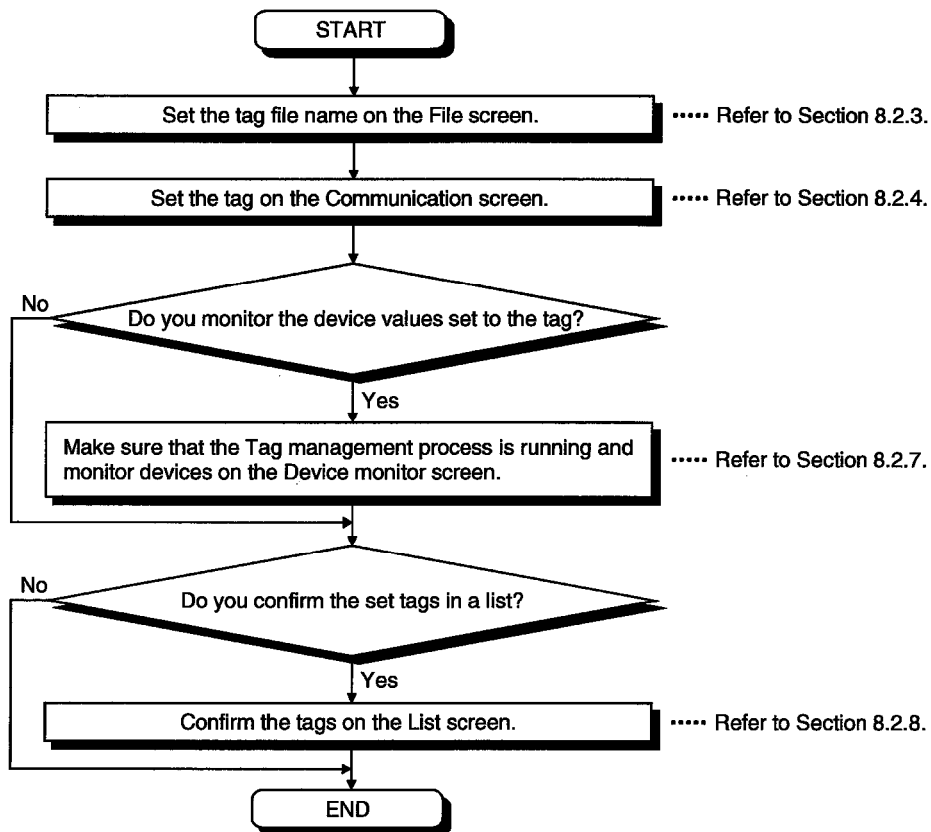 START
Set the tag file name on the File screen.
••••• Refer to Section 8.2.3.
Set the tag on the Communication screen.
••••• Refer to Section 8.2.4.
No
Do you monitor the device values set to the tag?
Yes
Make sure that the Tag management process is running and
monitor devices on the Device monitor screen.
••••• Refer to Section 8.2.7.
No
Do you confirm the set tags in a list?
Yes
Confirm the tags on the List screen.
••••• Refer to Section 8.2.8.
END